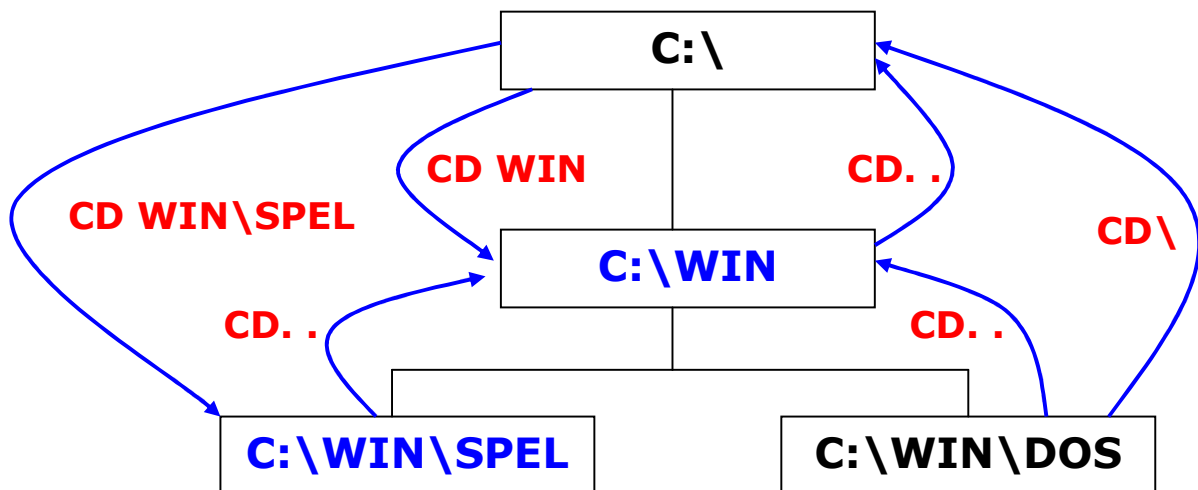 C:\
CD WIN
CD. .
CD WIN\SPEL
CD\
C:\WIN
CD. .
CD. .
C:\WIN\SPEL
C:\WIN\DOS